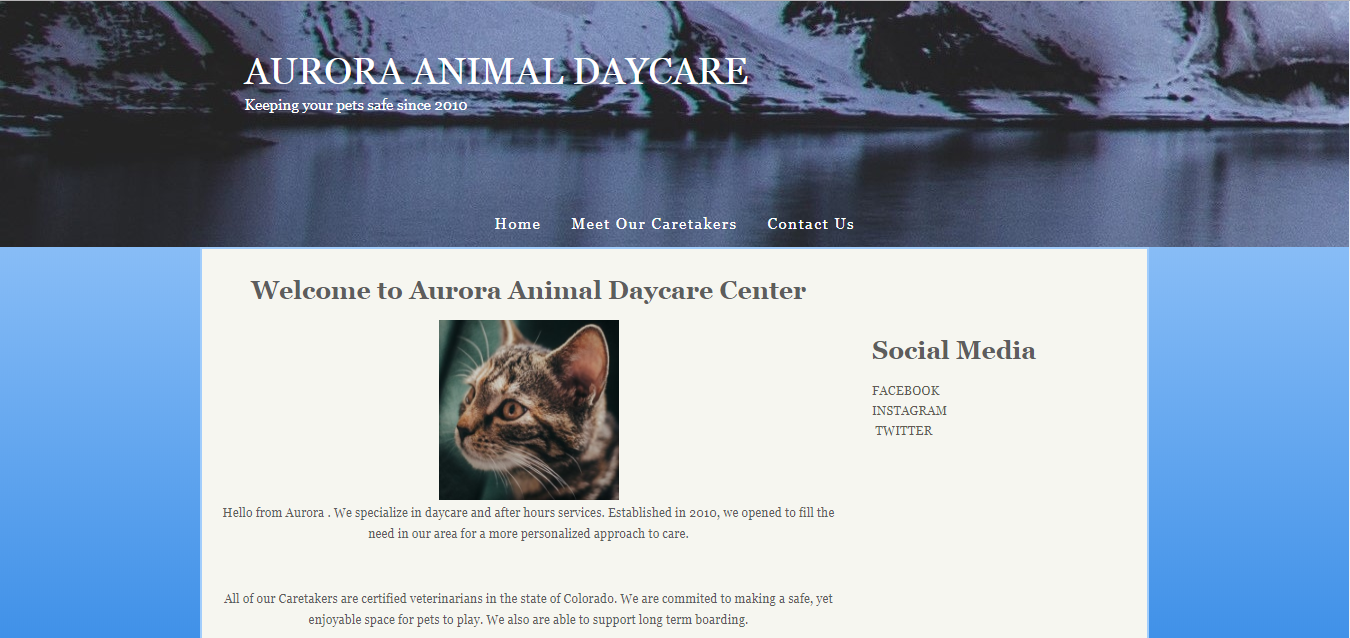 AURORA ANIMAL DAYCARE
Keeping your pets safe since 2010
Home Meet Our Caretakers Contact Us
Welcome to Aurora Animal Daycare Center
Hello from Aurora . We specialize in daycare and after hours services. Established in 2010, we opened to fill the
need in our area for a more personalized approach to care.
All of our Caretakers are certified veterinarians in the state of Colorado. We are commited to making a safe, yet
enjoyable space for pets to play. We also are able to support long term boarding.
Social Media
FACEBOOK
INSTAGRAM
TWITTER